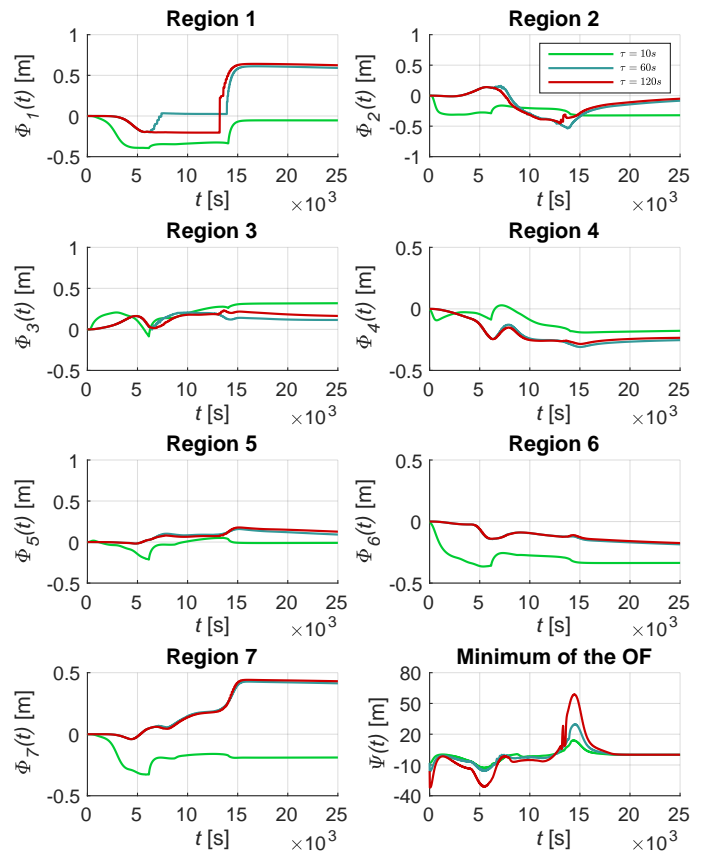 Region 1
Φ1(t) [m]
1
0.5
0
-0.5
0 5 10 15 20 25
t [s]
×10³
Region 2
Φ2(t) [m]
1
0.5
0
-0.5
-1
0 5 10 15 20 25
t [s]
×10³
τ = 10s
τ = 60s
τ = 120s
Region 3
Φ3(t) [m]
1
0.5
0
-0.5
0 5 10 15 20 25
t [s]
×10³
Region 4
Φ4(t) [m]
0.5
0
-0.5
0 5 10 15 20 25
t [s]
×10³
Region 5
Φ5(t) [m]
1
0.5
0
-0.5
0 5 10 15 20 25
t [s]
×10³
Region 6
Φ6(t) [m]
0.5
0
-0.5
0 5 10 15 20 25
t [s]
×10³
Region 7
Φ7(t) [m]
0.5
0
-0.5
0 5 10 15 20 25
t [s]
×10³
Minimum of the OF
Ψ(t) [m]
80
50
20
-10
-40
0 5 10 15 20 25
t [s]
×10³